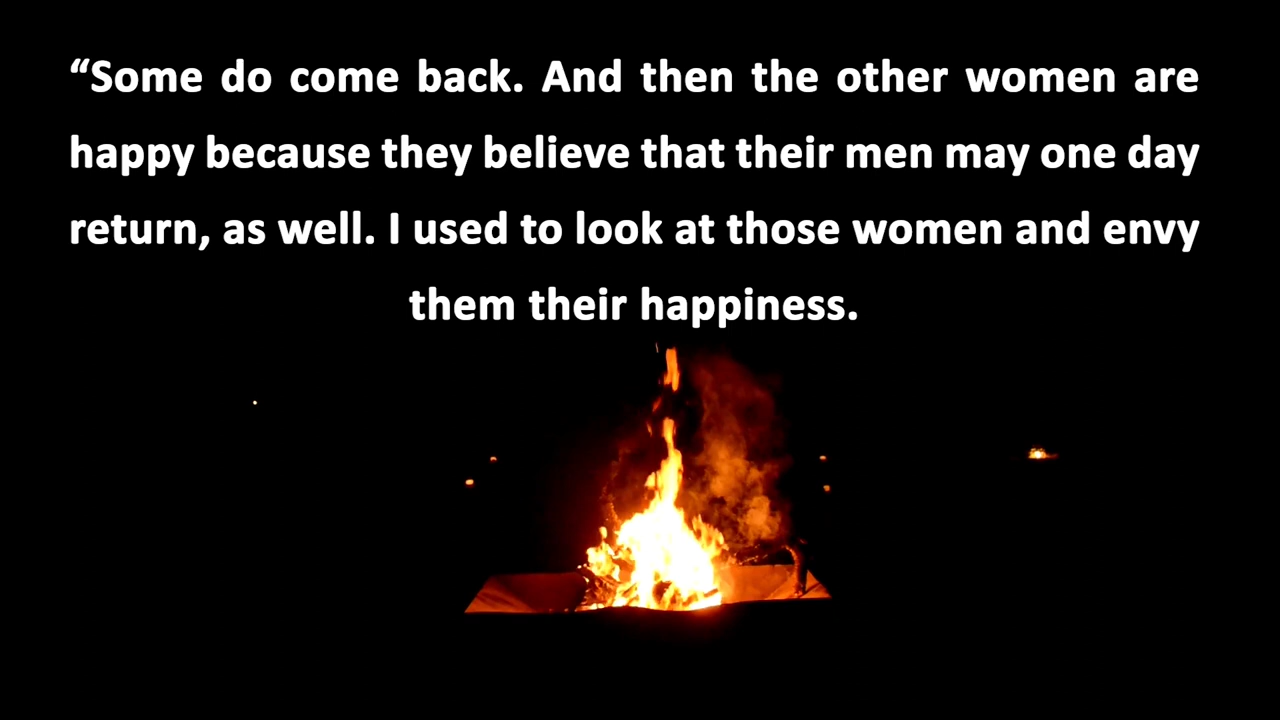 “Some do come back. And then the other women are
happy because they believe that their men may one day
return, as well. I used to look at those women and envy
them their happiness.